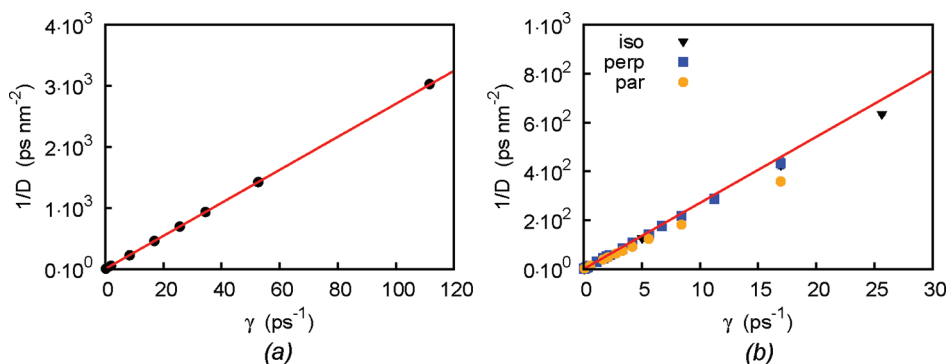 4·10³
3·10³
2·10³
1·10³
0·10⁰
1/D (ps nm⁻²)
0 20 40 60 80 100 120
γ (ps⁻¹)
(a)
1·10³
8·10²
6·10²
4·10²
2·10²
0·10⁰
1/D (ps nm⁻²)
iso
perp
par
0 5 10 15 20 25 30
γ (ps⁻¹)
(b)